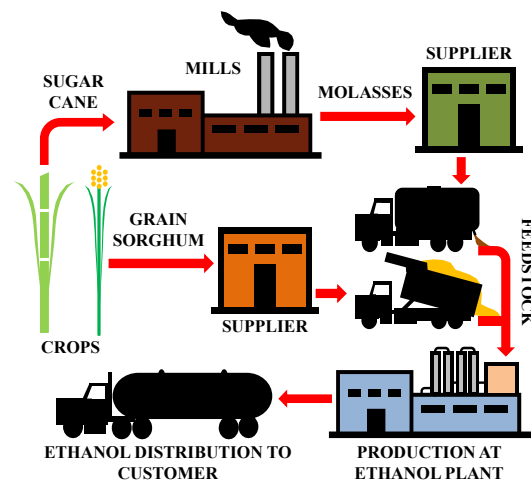 SUPPLIER
MILLS
SUGAR
CANE
MOLASSES
GRAIN
SORGHUM
FEEDSTOCK
SUPPLIER
CROPS
ETHANOL DISTRIBUTION TO
CUSTOMER
PRODUCTION AT
ETHANOL PLANT